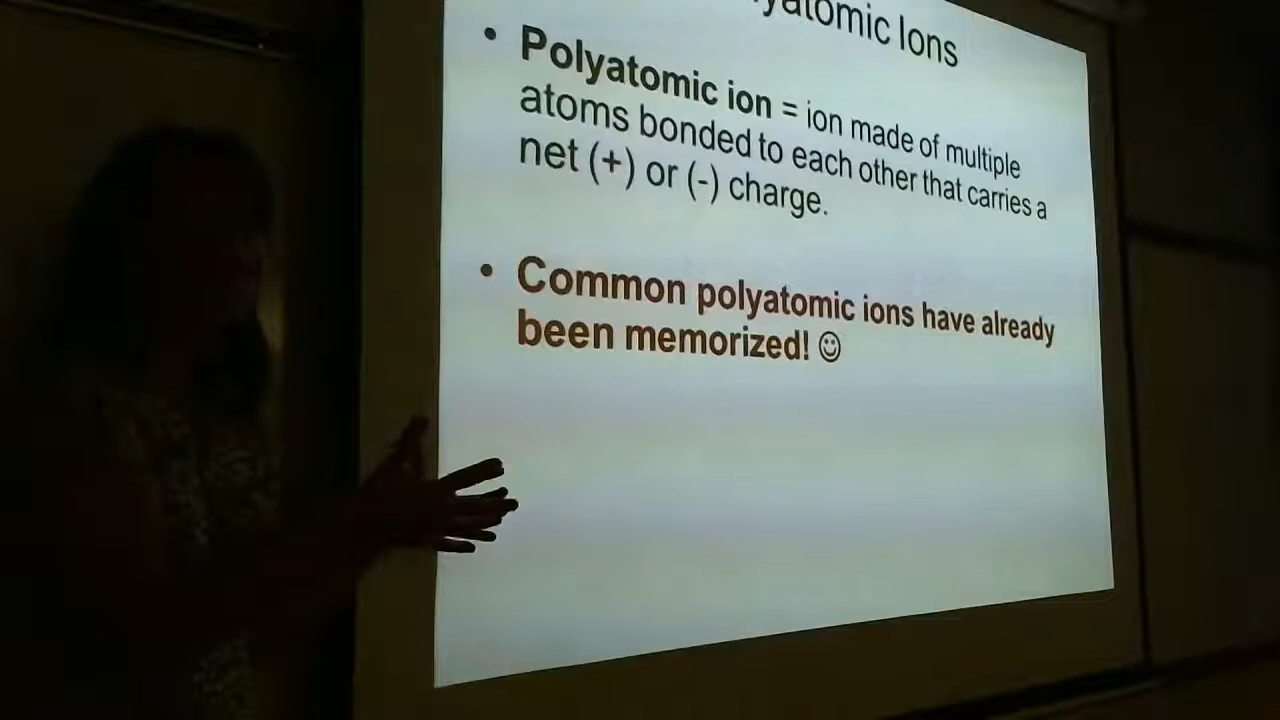 yatomic Ions
• Polyatomic ion = ion made of multiple
atoms bonded to each other that carries a
net (+) or (-) charge.
• Common polyatomic ions have already
been memorized! ☺